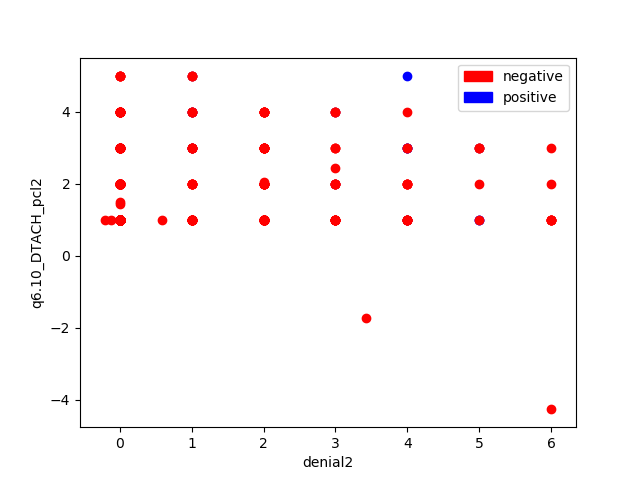 negative
positive
4
2
0
−2
−4
q6.10_DTACH_pcl2
0 1 2 3 4 5 6
denial2